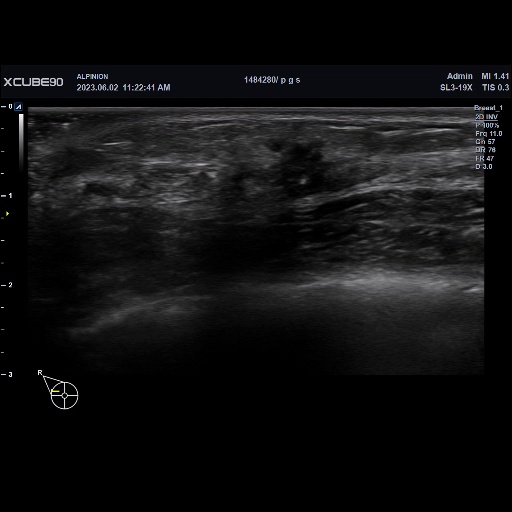 XCUBE90
ALPINION
2023.06.02 11:22:41 AM
1484280/ p g s
Admin MI 1.41
SL3-19X TIS 0.3
Breast_1
2D INV
P 100%
Frq 11.0
Gn 57
DR 76
FR 47
D 3.0
0
1
2
3
R